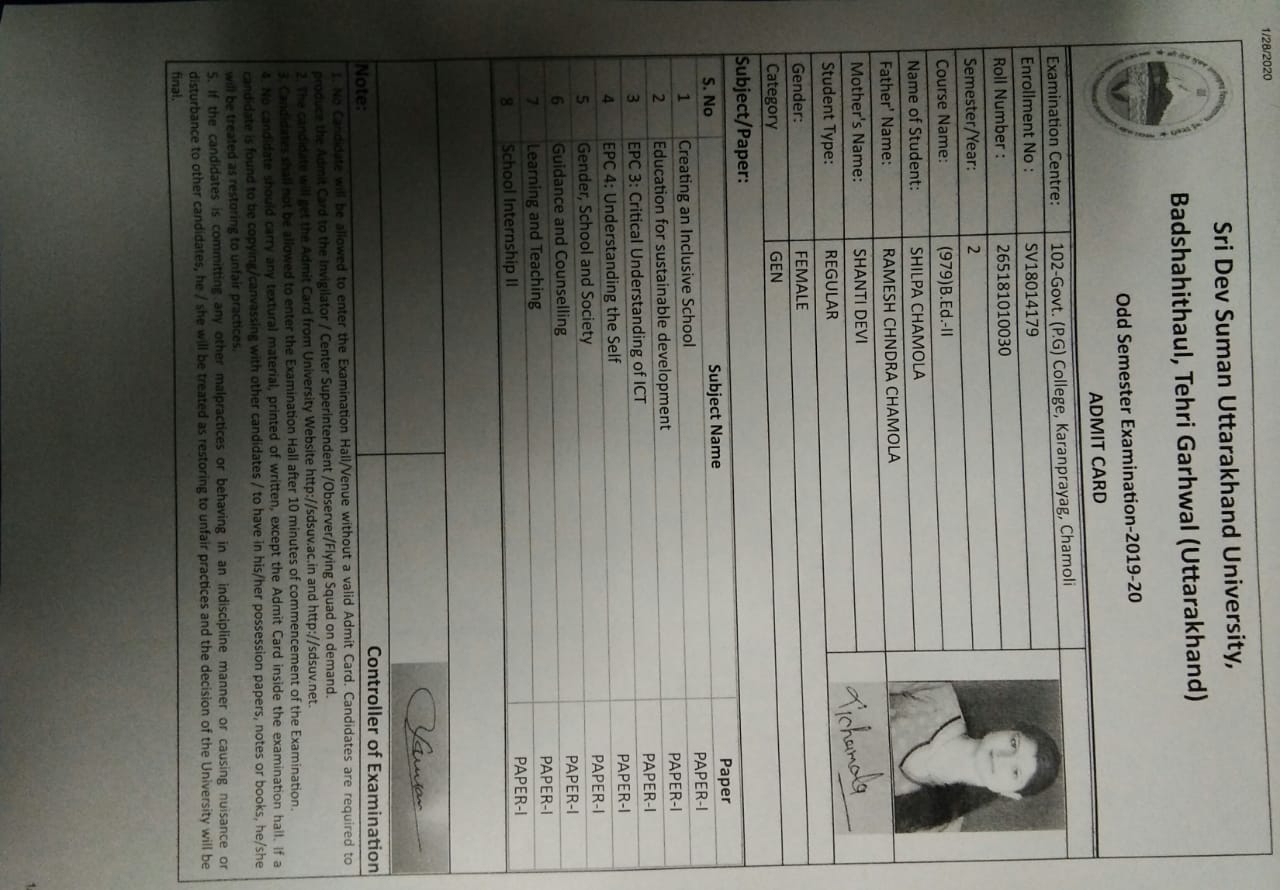 1/28/2020
Sri Dev Suman Uttarakhand University,
Badshahithaul, Tehri Garhwal (Uttarakhand)
Odd Semester Examination-2019-20
ADMIT CARD
Examination Centre: 102-Govt. (P.G) College, Karanprayag, Chamoli
Enrollment No : SV18014179
Roll Number : 265181010030
Semester/Year: 2
Course Name: (979)B.Ed.-II
Name of Student: SHILPA CHAMOLA
Father' Name: RAMESH CHNDRA CHAMOLA
Mother's Name: SHANTI DEVI
Student Type: REGULAR
Gender: FEMALE
Category GEN
Subject/Paper:
S. No Subject Name Paper
1 Creating an Inclusive School PAPER-I
2 Education for sustainable development PAPER-I
3 EPC 3: Critical Understanding of ICT PAPER-I
4 EPC 4: Understanding the Self PAPER-I
5 Gender, School and Society PAPER-I
6 Guidance and Counselling PAPER-I
7 Learning and Teaching PAPER-I
8 School Internship II PAPER-I
Controller of Examination
Note:
1. No Candidate will be allowed to enter the Examination Hall/Venue without a valid Admit Card. Candidates are required to
produce the Admit Card to the Invigilator / Center Superintendent /Observer/Flying Squad on demand.
2. The candidate will get the Admit Card from University Website http://sdsuv.ac.in and http://sdsuv.net.
3. Candidates shall not be allowed to enter the Examination Hall after 10 minutes of commencement of the Examination.
4. No candidate should carry any textural material, printed of written, except the Admit Card inside the examination hall. If a
candidate is found to be copying/canvassing with other candidates / to have in his/her possession papers, notes or books, he/she
will be treated as restoring to unfair practices.
5. If the candidates is committing any other malpractices or behaving in an indiscipline manner or causing nuisance or
disturbance to other candidates, he / she will be treated as restoring to unfair practices and the decision of the University will be
final.